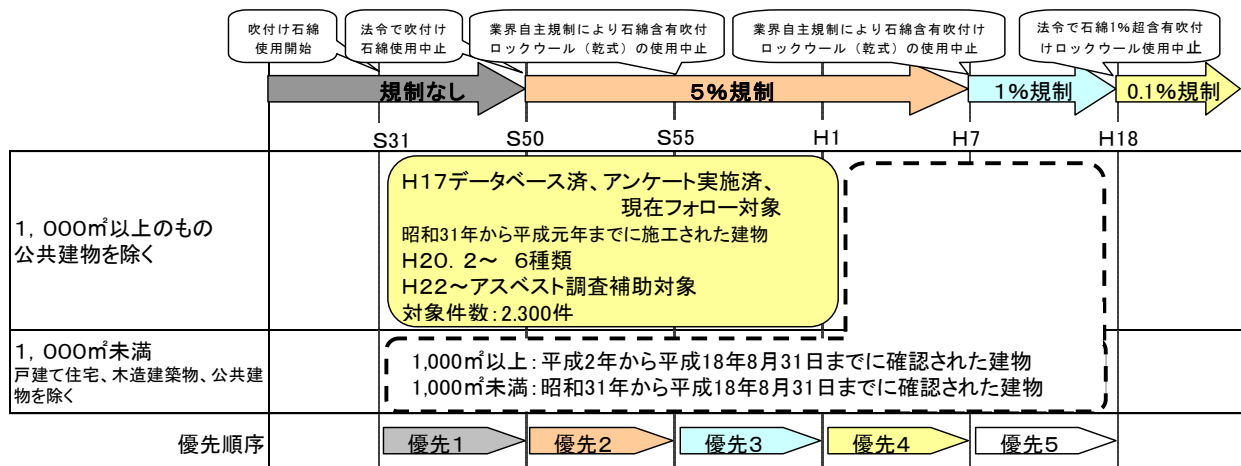 吹付け石綿
使用開始
法令で吹付け
石綿使用中止
業界自主規制により石綿含有吹付
ロックウール（乾式）の使用中止
業界自主規制により石綿含有吹付け
ロックウール（乾式）の使用中止
法令で石綿1%超含有吹付
けロックウール使用中止
規制なし
5%規制
1%規制
0.1%規制
S31
S50
S55
H1
H7
H18
1，000㎡以上のもの
公共建物を除く
H17データベース済、アンケート実施済、
現在フォロー対象
昭和31年から平成元年までに施工された建物
H20．2～　6種類
H22～アスベスト調査補助対象
対象件数：2.300件
1，000㎡未満
戸建て住宅、木造建築物、公共建
物を除く
1,000㎡以上：平成2年から平成18年8月31日までに確認された建物
1,000㎡未満：昭和31年から平成18年8月31日までに確認された建物
優先順序
優先1
優先2
優先3
優先4
優先5